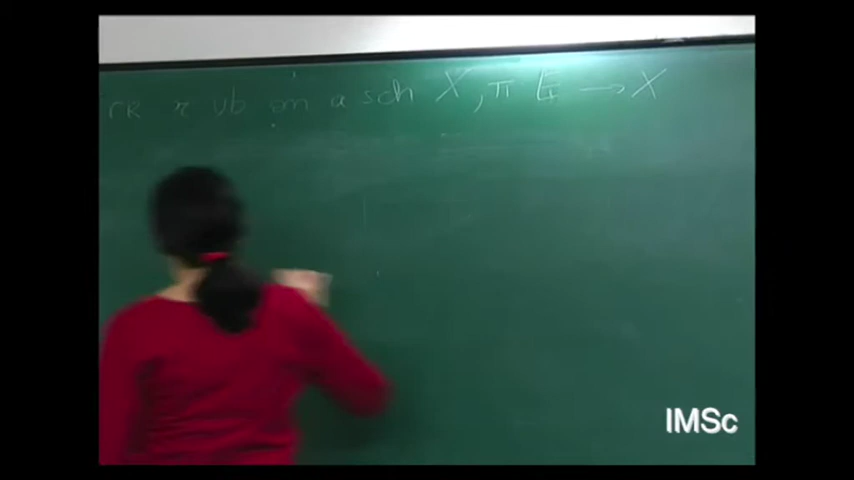 rk r vb on a sch X, π E → X
IMSc